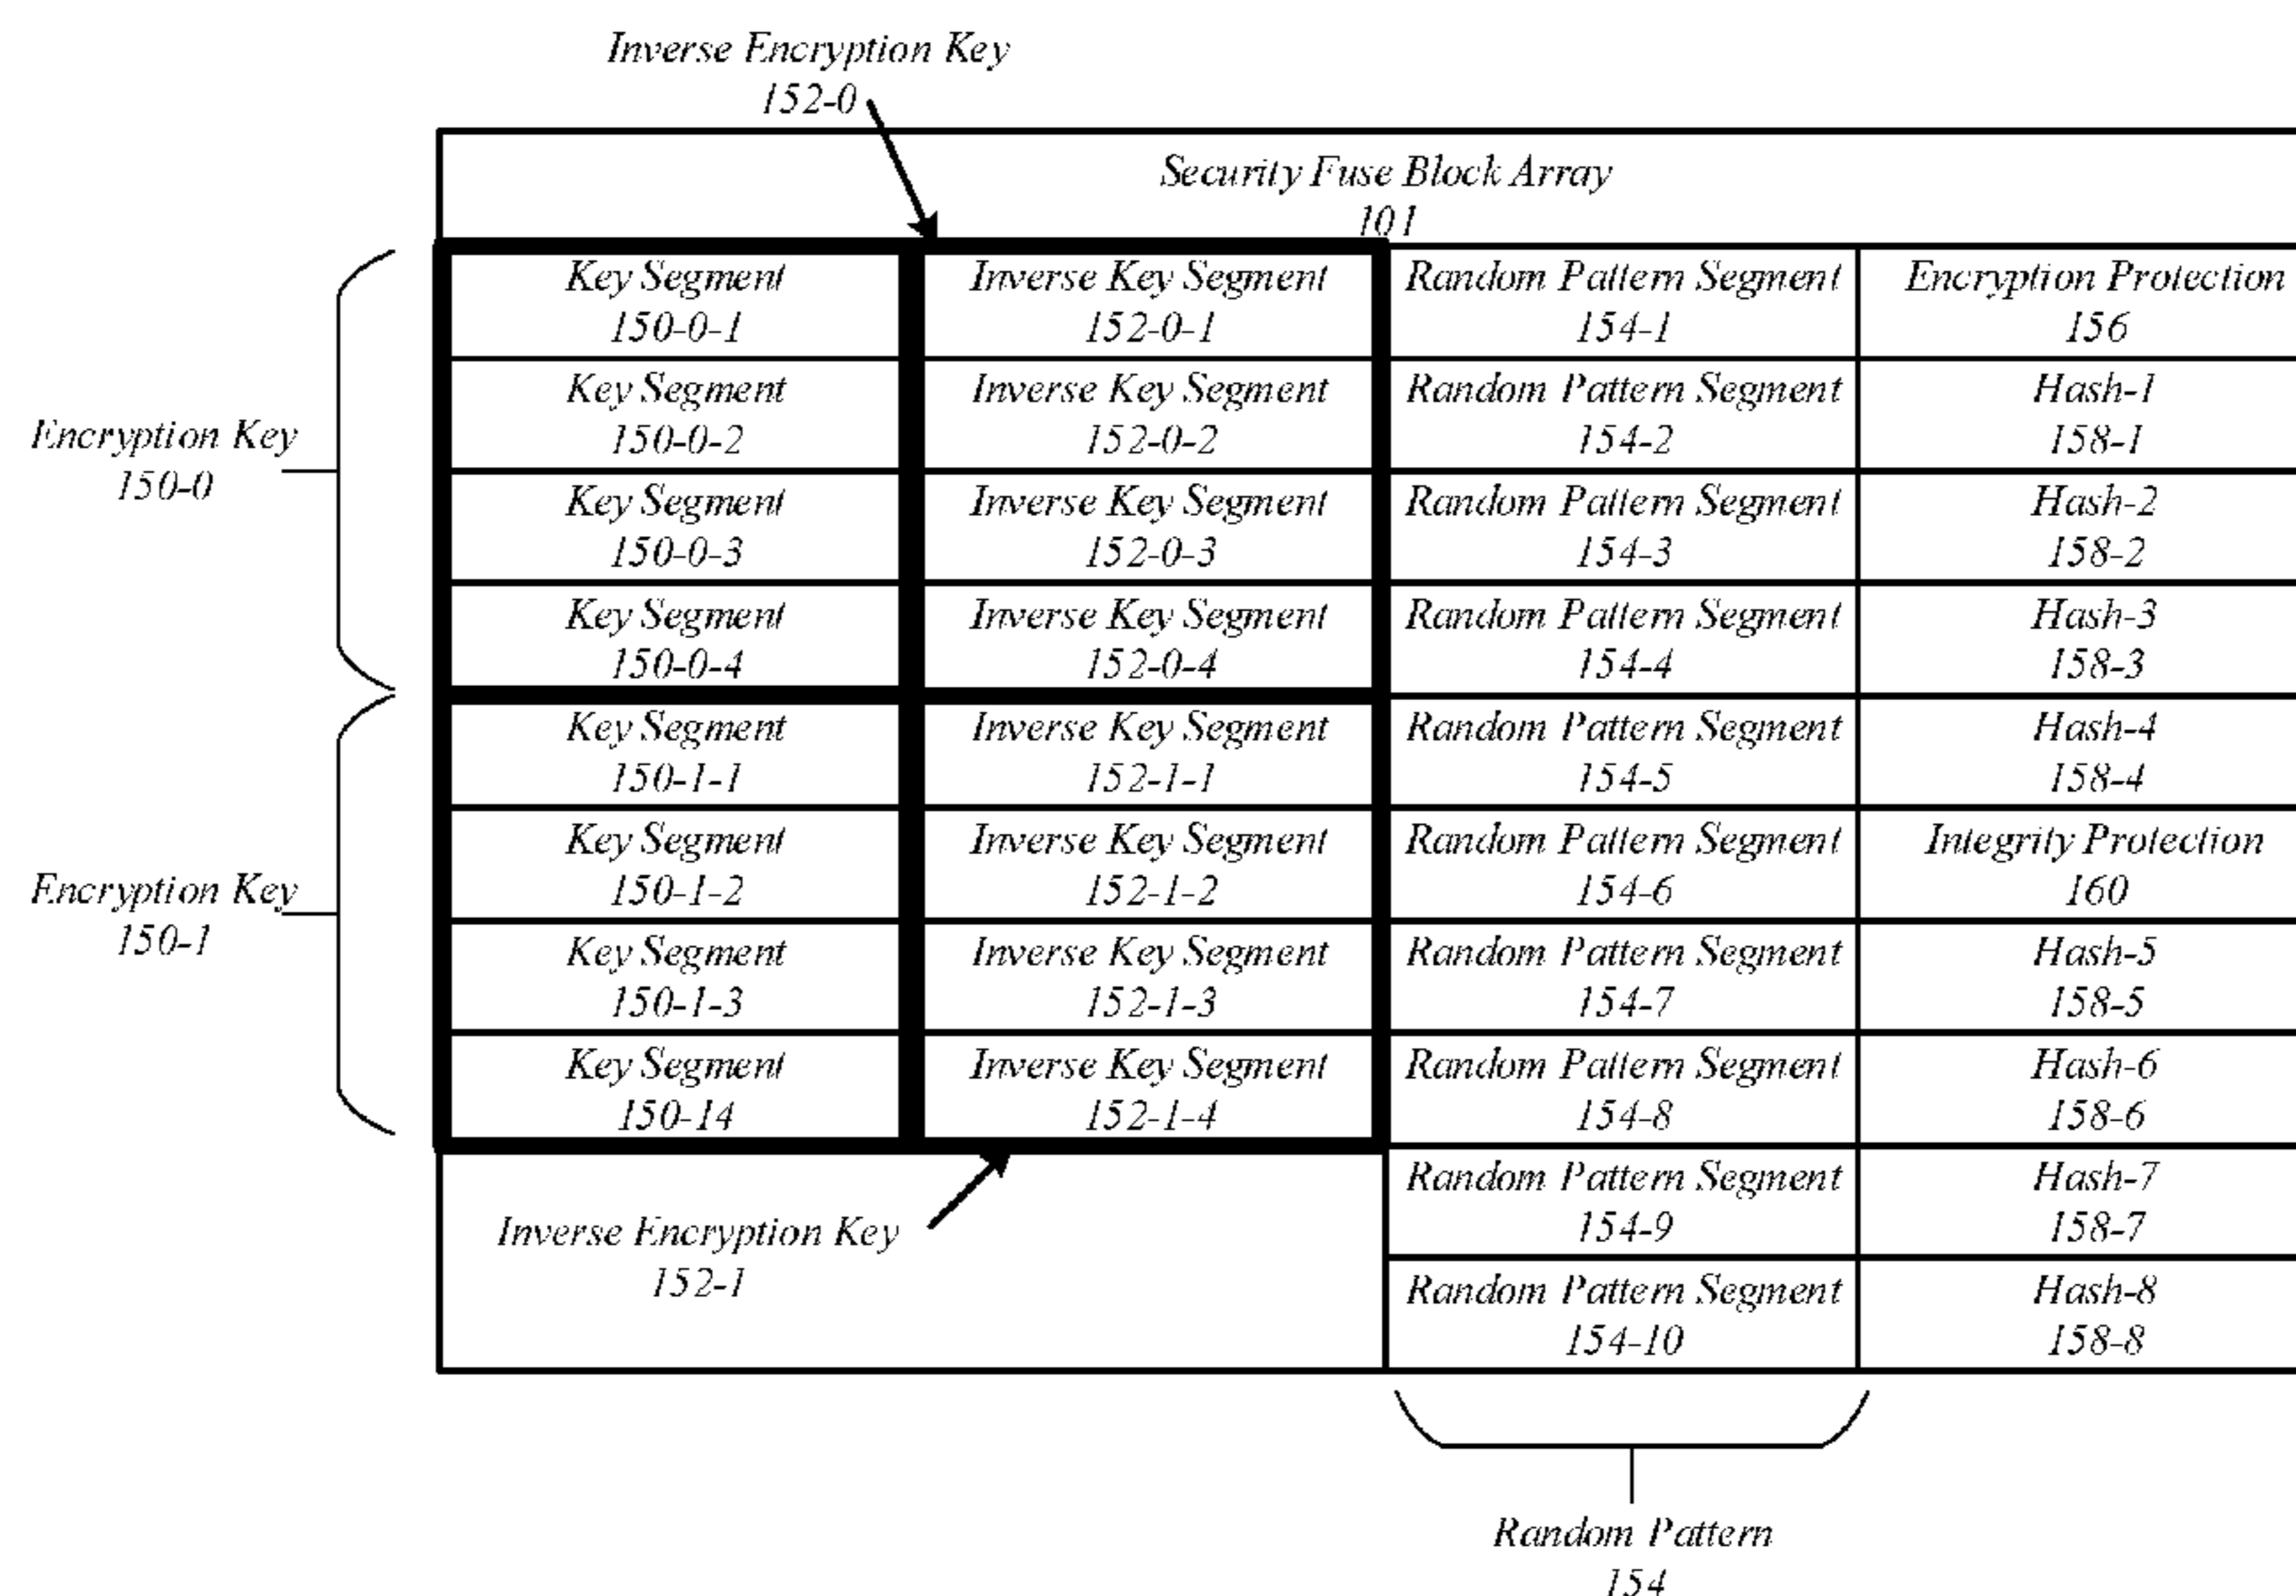 Inverse Encryption Key
152-0
Security Fuse Block Array
101
Encryption Key
150-0
Encryption Key
150-1
Key Segment
150-0-1
Inverse Key Segment
152-0-1
Random Pattern Segment
154-1
Encryption Protection
156
Key Segment
150-0-2
Inverse Key Segment
152-0-2
Random Pattern Segment
154-2
Hash-1
158-1
Key Segment
150-0-3
Inverse Key Segment
152-0-3
Random Pattern Segment
154-3
Hash-2
158-2
Key Segment
150-0-4
Inverse Key Segment
152-0-4
Random Pattern Segment
154-4
Hash-3
158-3
Key Segment
150-1-1
Inverse Key Segment
152-1-1
Random Pattern Segment
154-5
Hash-4
158-4
Key Segment
150-1-2
Inverse Key Segment
152-1-2
Random Pattern Segment
154-6
Integrity Protection
160
Key Segment
150-1-3
Inverse Key Segment
152-1-3
Random Pattern Segment
154-7
Hash-5
158-5
Key Segment
150-14
Inverse Key Segment
152-1-4
Random Pattern Segment
154-8
Hash-6
158-6
Random Pattern Segment
154-9
Hash-7
158-7
Inverse Encryption Key
152-1
Random Pattern Segment
154-10
Hash-8
158-8
Random Pattern
154